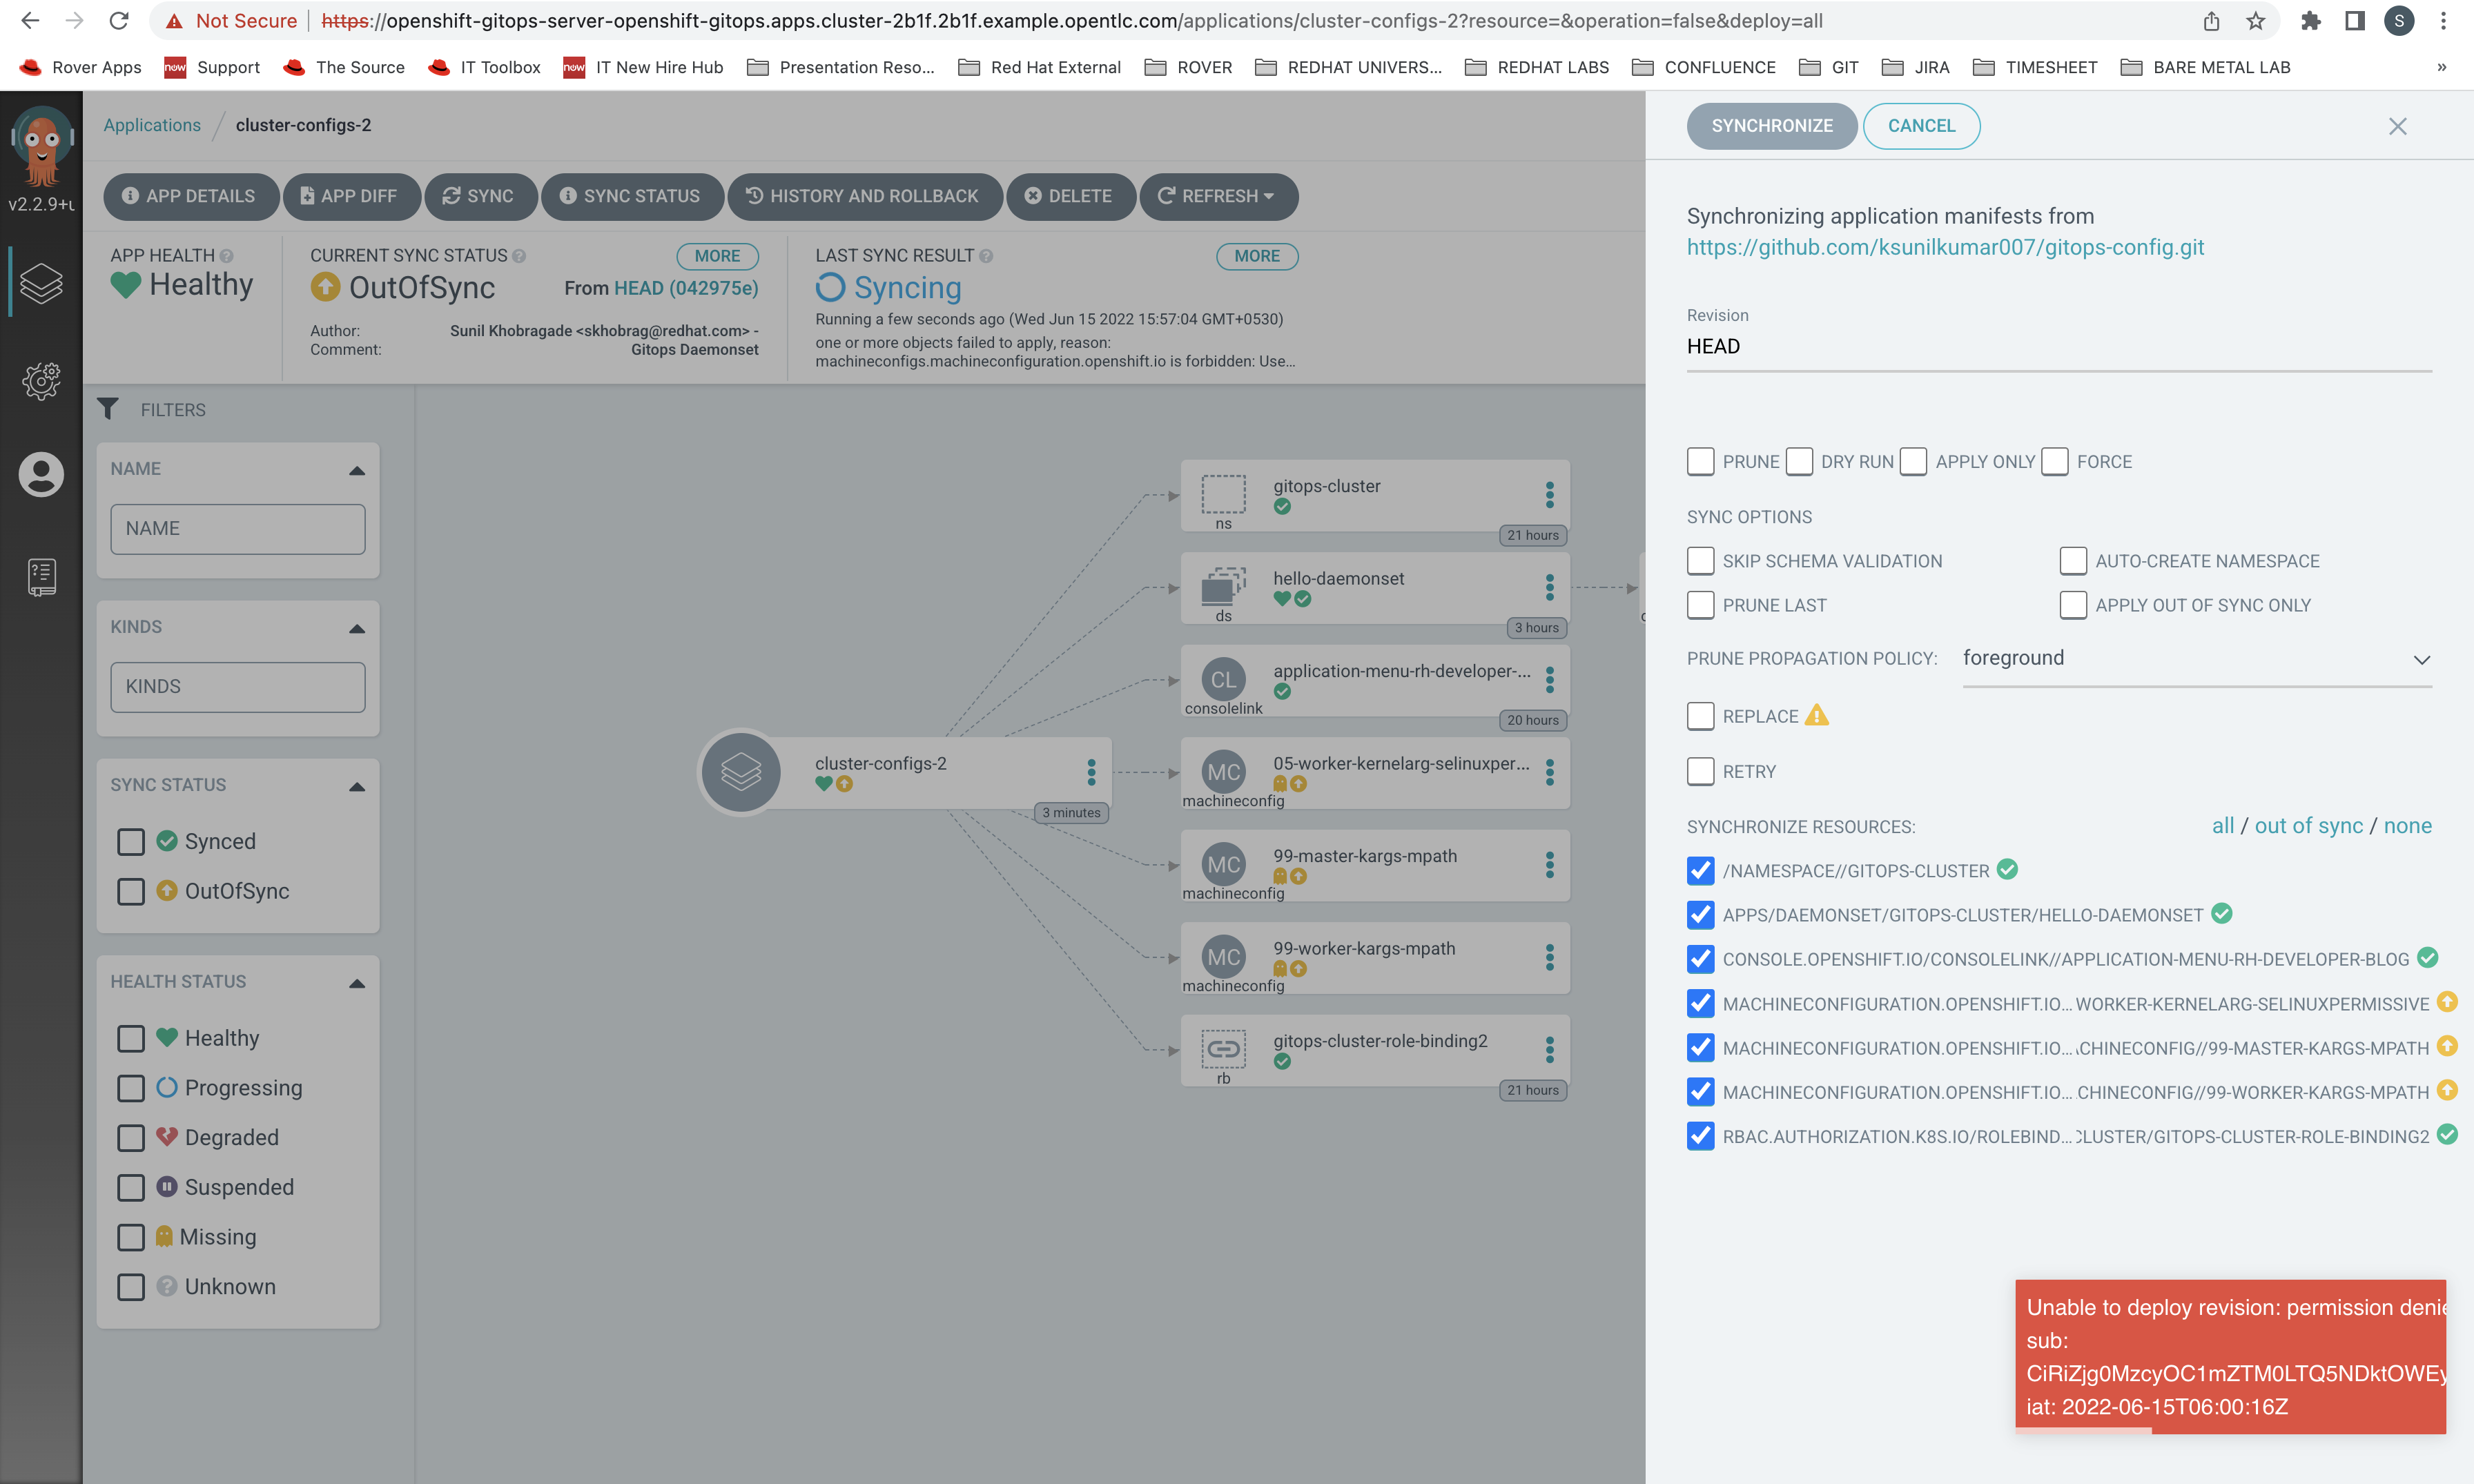 Not Secure
https://openshift-gitops-server-openshift-gitops.apps.cluster-2b1f.2b1f.example.opentlc.com/applications/cluster-configs-2?resource=&operation=false&deploy=all
S
Rover Apps
now Support
The Source
IT Toolbox
now IT New Hire Hub
Presentation Reso...
Red Hat External
ROVER
REDHAT UNIVERS...
REDHAT LABS
CONFLUENCE
GIT
JIRA
TIMESHEET
BARE METAL LAB
»
v2.2.9+u
Applications / cluster-configs-2
APP DETAILS
APP DIFF
SYNC
SYNC STATUS
HISTORY AND ROLLBACK
DELETE
REFRESH
APP HEALTH
Healthy
CURRENT SYNC STATUS
MORE
OutOfSync
From HEAD (042975e)
Author: Sunil Khobragade <skhobrag@redhat.com> -
Comment: Gitops Daemonset
LAST SYNC RESULT
MORE
Syncing
Running a few seconds ago (Wed Jun 15 2022 15:57:04 GMT+0530)
one or more objects failed to apply, reason:
machineconfigs.machineconfiguration.openshift.io is forbidden: Use...
FILTERS
NAME
NAME
KINDS
KINDS
SYNC STATUS
Synced
OutOfSync
HEALTH STATUS
Healthy
Progressing
Degraded
Suspended
Missing
Unknown
cluster-configs-2
3 minutes
gitops-cluster
ns
21 hours
hello-daemonset
ds
3 hours
CL
application-menu-rh-developer-...
consolelink
20 hours
MC
05-worker-kernelarg-selinuxper...
machineconfig
MC
99-master-kargs-mpath
machineconfig
MC
99-worker-kargs-mpath
machineconfig
gitops-cluster-role-binding2
rb
21 hours
SYNCHRONIZE
CANCEL
Synchronizing application manifests from
https://github.com/ksunilkumar007/gitops-config.git
Revision
HEAD
PRUNE
DRY RUN
APPLY ONLY
FORCE
SYNC OPTIONS
SKIP SCHEMA VALIDATION
AUTO-CREATE NAMESPACE
PRUNE LAST
APPLY OUT OF SYNC ONLY
PRUNE PROPAGATION POLICY: foreground
REPLACE
RETRY
SYNCHRONIZE RESOURCES:
all / out of sync / none
/NAMESPACE//GITOPS-CLUSTER
APPS/DAEMONSET/GITOPS-CLUSTER/HELLO-DAEMONSET
CONSOLE.OPENSHIFT.IO/CONSOLELINK//APPLICATION-MENU-RH-DEVELOPER-BLOG
MACHINECONFIGURATION.OPENSHIFT.IO... WORKER-KERNELARG-SELINUXPERMISSIVE
MACHINECONFIGURATION.OPENSHIFT.IO... CHINECONFIG//99-MASTER-KARGS-MPATH
MACHINECONFIGURATION.OPENSHIFT.IO... CHINECONFIG//99-WORKER-KARGS-MPATH
RBAC.AUTHORIZATION.K8S.IO/ROLEBIND... CLUSTER/GITOPS-CLUSTER-ROLE-BINDING2
Unable to deploy revision: permission denie
sub:
CiRiZjg0MzcyOC1mZTM0LTQ5NDktOWEy
iat: 2022-06-15T06:00:16Z